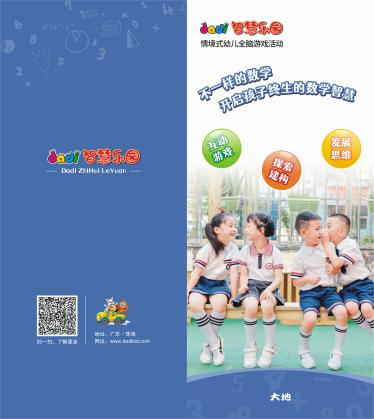 dadi 智慧乐园
Dadi ZhiHui LeYuan
扫一扫，了解更多
地址：广东·珠海
网址：www.dadikid.com
dadi 智慧乐园
情境式幼儿全脑游戏活动
不一样的数学
开启孩子终生的数学智慧
互动
游戏
探索
建构
发展
思维
大地